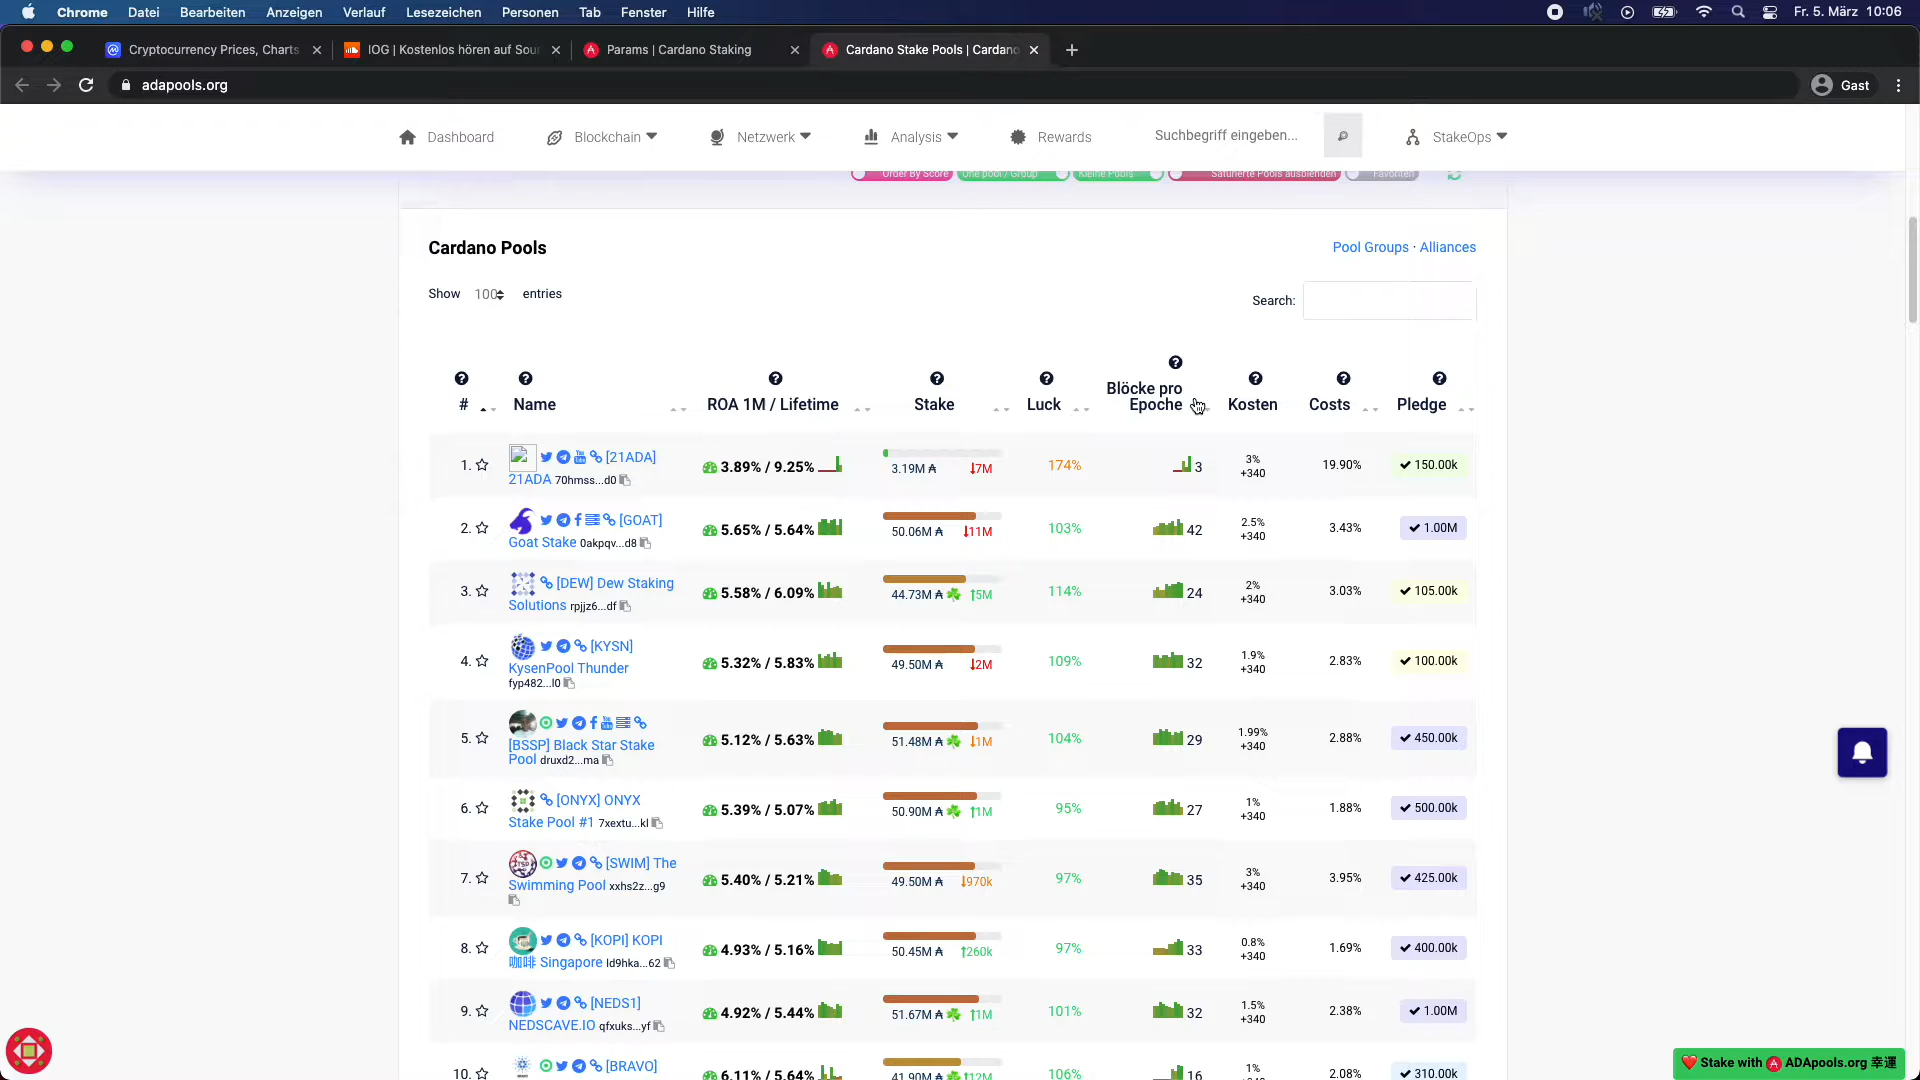 Chrome Datei Bearbeiten Anzeigen Verlauf Lesezeichen Personen Tab Fenster Hilfe Fr. 5. März 10:06
Cryptocurrency Prices, Charts IOG | Kostenlos hören auf Sou Params | Cardano Staking Cardano Stake Pools | Cardano
adapools.org Gast
Dashboard Blockchain Netzwerk Analysis Rewards Suchbegriff eingeben... StakeOps
Order By Score One pool / Group Kleine Pools Saturierte Pools ausblenden Favoriten
Cardano Pools Pool Groups · Alliances
Show 100 entries Search:
# Name ROA 1M / Lifetime Stake Luck Blöcke pro Epoche Kosten Costs Pledge
1. [21ADA] 3.89% / 9.25% 3.19M ₳ ↓7M 174% 3 3% +340 19.90% 150.00k
21ADA 70hmss...d0
2. [GOAT] 5.65% / 5.64% 50.06M ₳ ↓11M 103% 42 2.5% +340 3.43% 1.00M
Goat Stake 0akpqv...d8
3. [DEW] Dew Staking 5.58% / 6.09% 44.73M ₳ ↑5M 114% 24 2% +340 3.03% 105.00k
Solutions rpjjz6...df
4. [KYSN] 5.32% / 5.83% 49.50M ₳ ↓2M 109% 32 1.9% +340 2.83% 100.00k
KysenPool Thunder
fyp482...l0
5. 5.12% / 5.63% 51.48M ₳ ↓1M 104% 29 1.99% +340 2.88% 450.00k
[BSSP] Black Star Stake
Pool druxd2...ma
6. [ONYX] ONYX 5.39% / 5.07% 50.90M ₳ ↑1M 95% 27 1% +340 1.88% 500.00k
Stake Pool #1 7xextu...kl
7. [SWIM] The 5.40% / 5.21% 49.50M ₳ ↓970k 97% 35 3% +340 3.95% 425.00k
Swimming Pool xxhs2z...g9
8. [KOPI] KOPI 4.93% / 5.16% 50.45M ₳ ↑260k 97% 33 0.8% +340 1.69% 400.00k
咖啡 Singapore ld9hka...62
9. [NEDS1] 4.92% / 5.44% 51.67M ₳ ↑1M 101% 32 1.5% +340 2.38% 1.00M
NEDSCAVE.IO qfxuks...yf
10. [BRAVO] 6.11% / 5.64% 41.90M ₳ ↑12M 106% 16 1% 2.08% 310.00k
Stake with ADApools.org 幸運